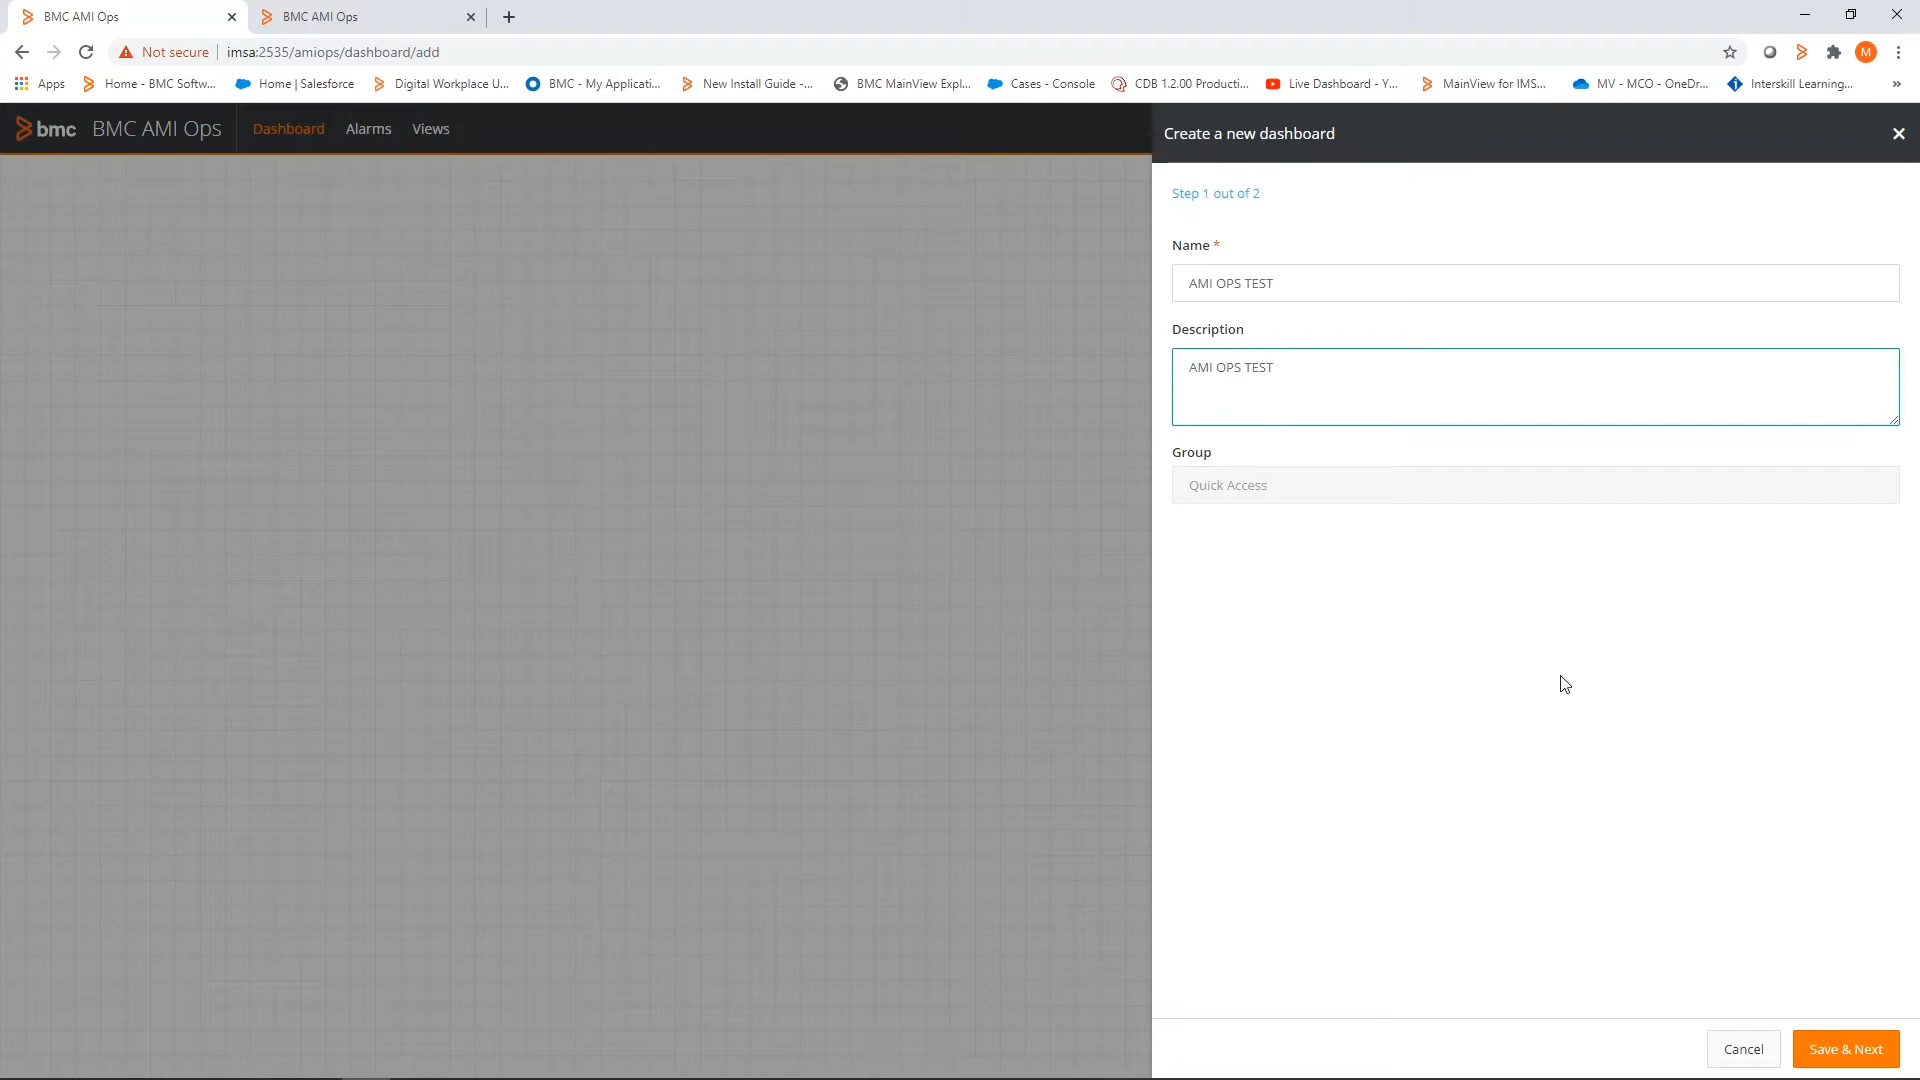 BMC AMI Ops
BMC AMI Ops
Not secure
imsa:2535/amiops/dashboard/add
M
Apps
Home - BMC Softw...
Home | Salesforce
Digital Workplace U...
BMC - My Applicati...
New Install Guide -...
BMC MainView Expl...
Cases - Console
CDB 1.2.00 Producti...
Live Dashboard - Y...
MainView for IMS...
MV - MCO - OneDr...
Interskill Learning...
»
bmc BMC AMI Ops
Dashboard
Alarms
Views
Create a new dashboard
Step 1 out of 2
Name *
AMI OPS TEST
Description
AMI OPS TEST
Group
Quick Access
Cancel
Save & Next